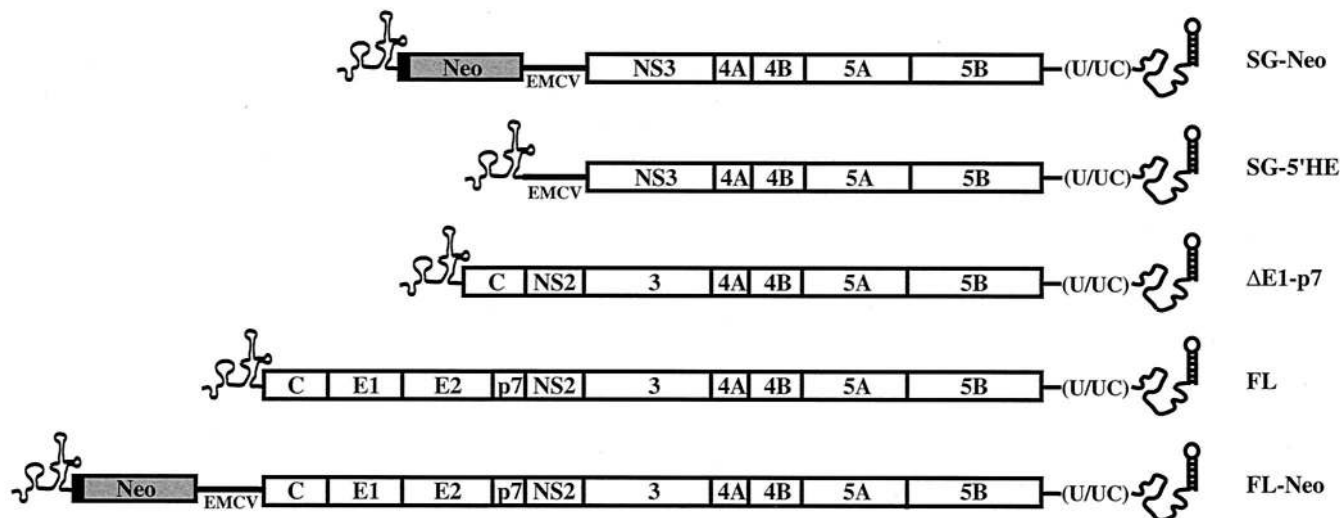 Neo EMCV NS3 4A 4B 5A 5B (U/UC) SG-Neo
EMCV NS3 4A 4B 5A 5B (U/UC) SG-5'HE
C NS2 3 4A 4B 5A 5B (U/UC) ΔE1-p7
C E1 E2 p7 NS2 3 4A 4B 5A 5B (U/UC) FL
Neo EMCV C E1 E2 p7 NS2 3 4A 4B 5A 5B (U/UC) FL-Neo